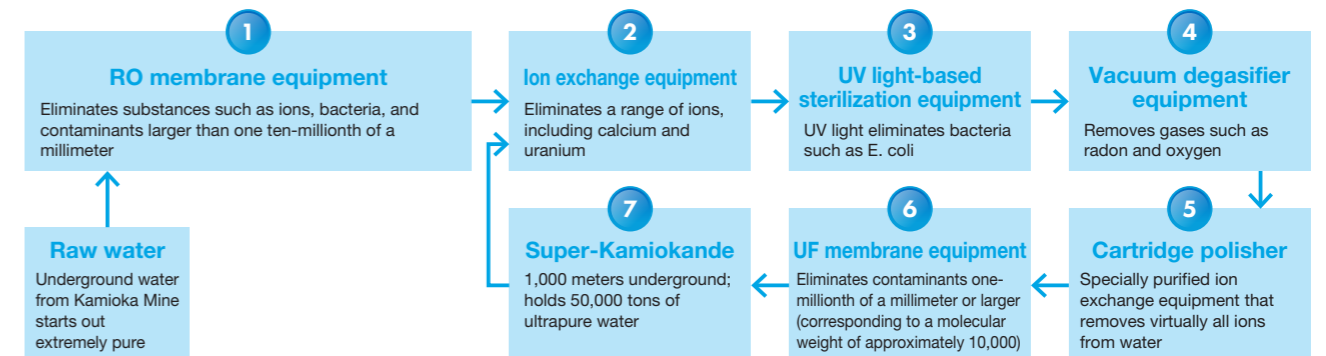 1
RO membrane equipment
Eliminates substances such as ions, bacteria, and
contaminants larger than one ten-millionth of a
millimeter
2
Ion exchange equipment
Eliminates a range of ions,
including calcium and
uranium
3
UV light-based
sterilization equipment
UV light eliminates bacteria
such as E. coli
4
Vacuum degasifier
equipment
Removes gases such as
radon and oxygen
5
Cartridge polisher
Specially purified ion
exchange equipment that
removes virtually all ions
from water
6
UF membrane equipment
Eliminates contaminants one-
millionth of a millimeter or larger
(corresponding to a molecular
weight of approximately 10,000)
7
Super-Kamiokande
1,000 meters underground;
holds 50,000 tons of
ultrapure water
Raw water
Underground water
from Kamioka Mine
starts out
extremely pure